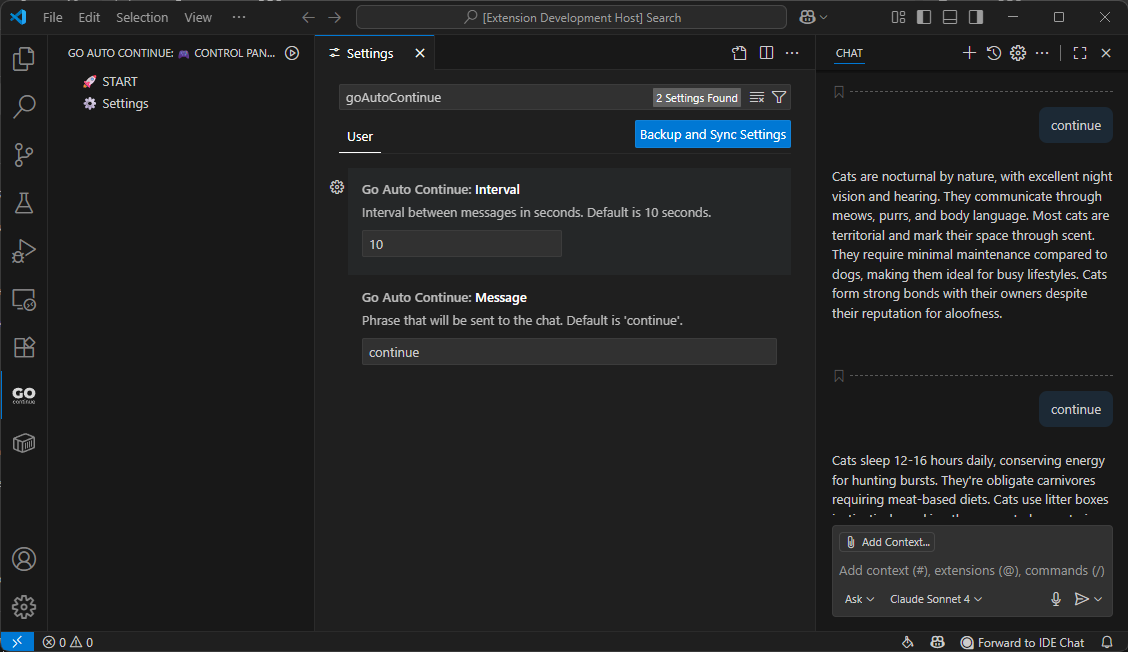 File Edit Selection View ··· [Extension Development Host] Search
GO AUTO CONTINUE: 🎮 CONTROL PAN...
🚀 START
⚙️ Settings
GO
continue
Settings
goAutoContinue 2 Settings Found
User Backup and Sync Settings
Go Auto Continue: Interval
Interval between messages in seconds. Default is 10 seconds.
10
Go Auto Continue: Message
Phrase that will be sent to the chat. Default is 'continue'.
continue
CHAT
continue
Cats are nocturnal by nature, with excellent night
vision and hearing. They communicate through
meows, purrs, and body language. Most cats are
territorial and mark their space through scent.
They require minimal maintenance compared to
dogs, making them ideal for busy lifestyles. Cats
form strong bonds with their owners despite
their reputation for aloofness.
continue
Cats sleep 12-16 hours daily, conserving energy
for hunting bursts. They're obligate carnivores
requiring meat-based diets. Cats use litter boxes
Add Context...
Add context (#), extensions (@), commands (/)
Ask Claude Sonnet 4
0 0 Forward to IDE Chat